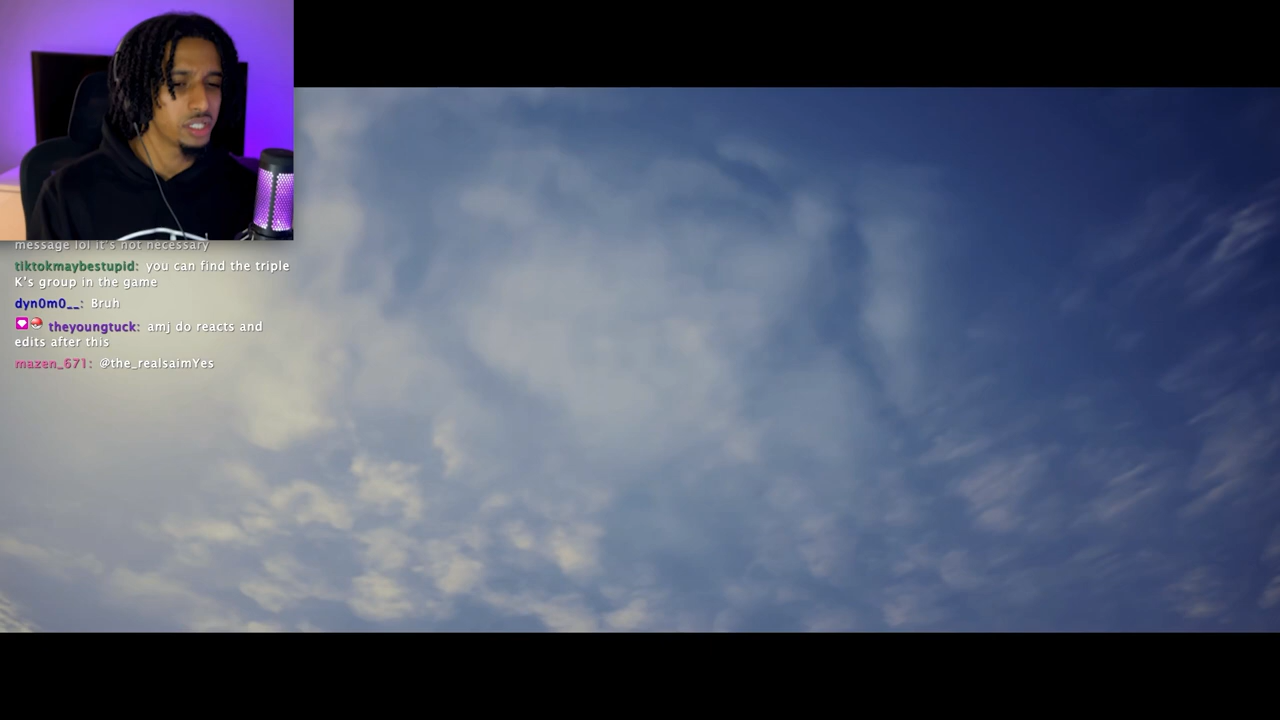 message lol it's not necessary
tiktokmaybestupid: you can find the triple
K's group in the game
dyn0m0__: Bruh
theyoungtuck: amj do reacts and
edits after this
mazen_671: @the_realsaimYes